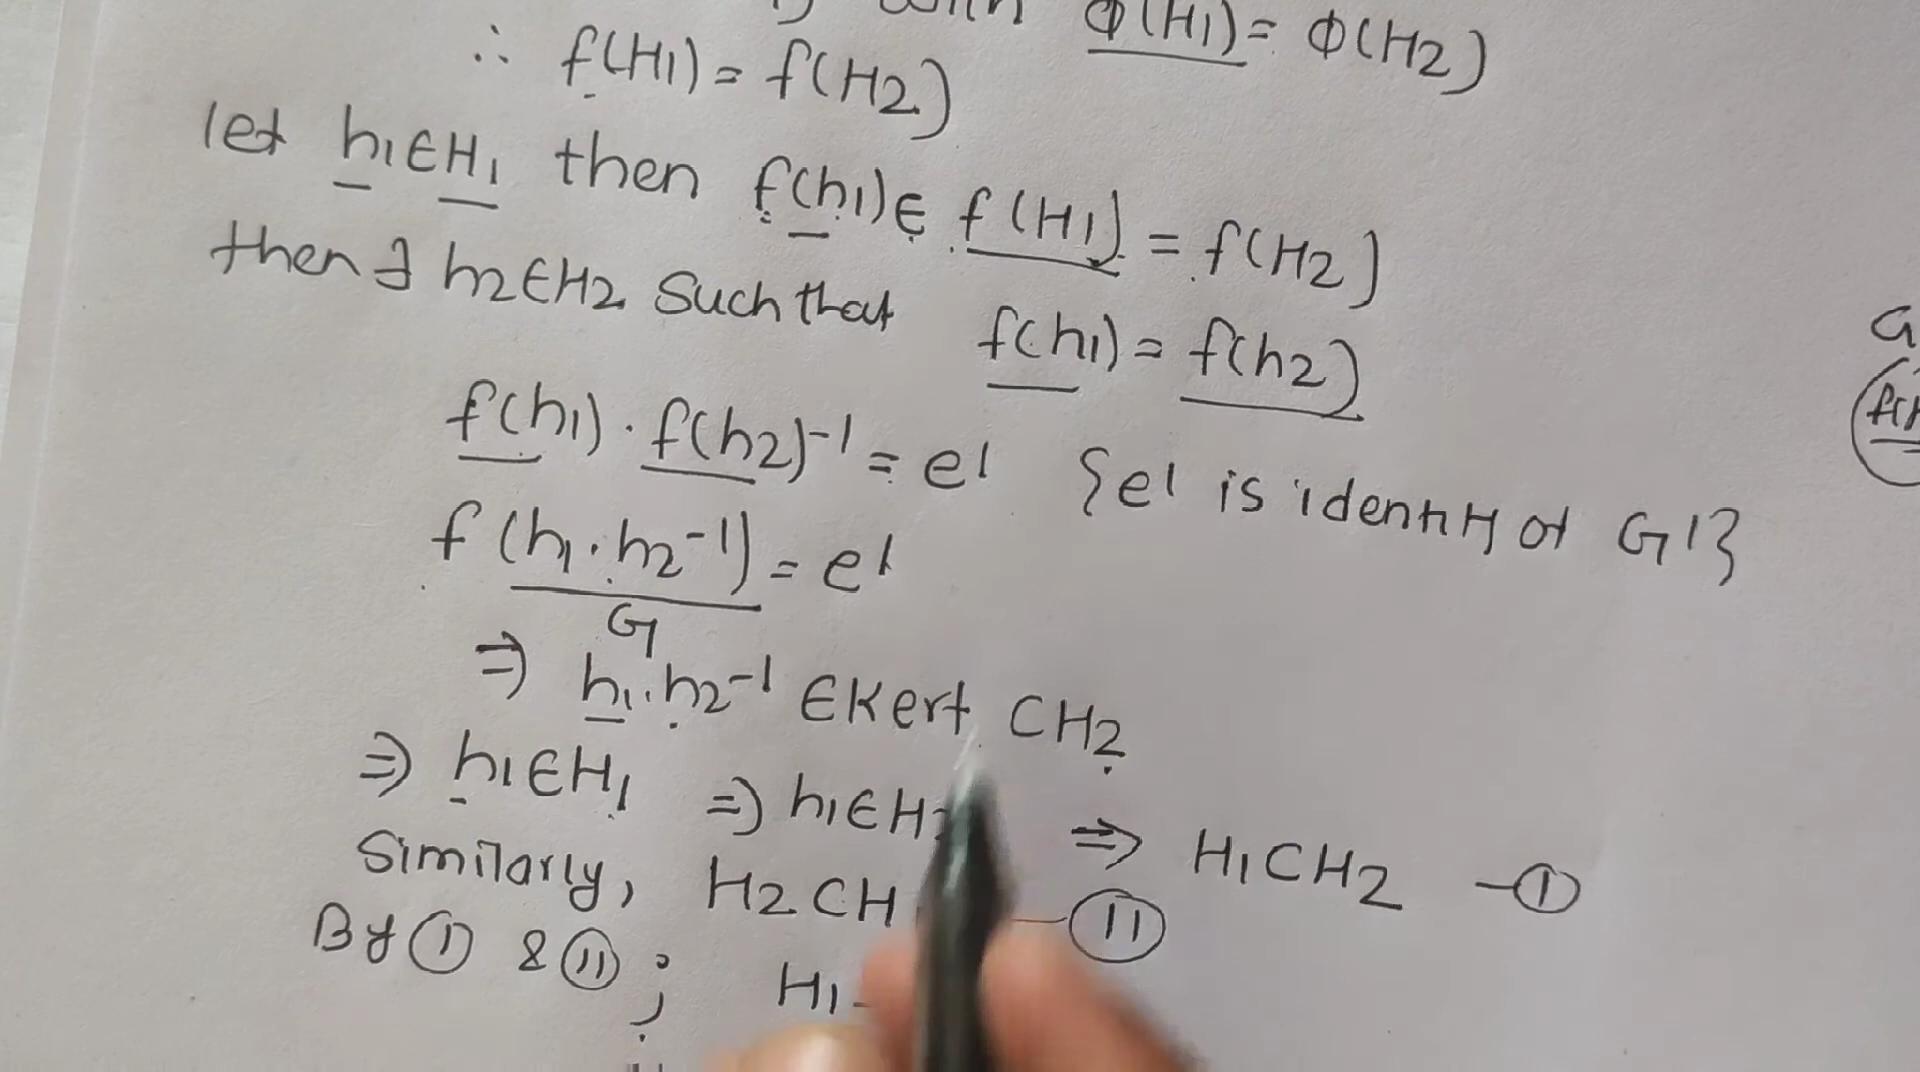 with Φ(H1) = Φ(H2)
∴ f(H1) = f(H2)
let h1∈H1 then f(h1)∈ f(H1) = f(H2)
then ∃ h2∈H2 such that f(h1) = f(h2)
f(h1) · f(h2)-1 = e' {e' is identity of G'}
f(h1·h2-1) = e'
G
⇒ h1·h2-1 ∈ Kerf ⊂H2
⇒ h1∈H1 ⇒ h1∈H2 ⇒ H1⊂H2 -(I)
Similarly, H2⊂H -(II)
By (I) & (II) ; H1